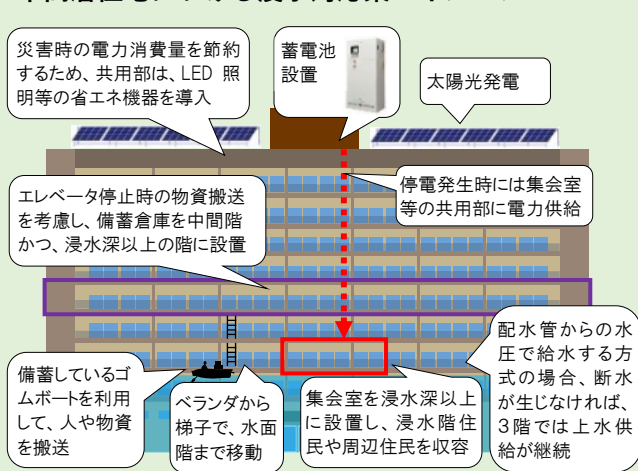 災害時の電力消費量を節約
するため、共用部は、LED 照
明等の省エネ機器を導入
蓄電池
設置
太陽光発電
エレベータ停止時の物資搬送
を考慮し、備蓄倉庫を中間階
かつ、浸水深以上の階に設置
停電発生時には集会室
等の共用部に電力供給
備蓄しているゴ
ムボートを利用
して、人や物資
を搬送
ベランダから
梯子で、水面
階まで移動
集会室を浸水深以上
に設置し、浸水階住
民や周辺住民を収容
配水管からの水
圧で給水する方
式の場合、断水
が生じなければ、
3階では上水供
給が継続